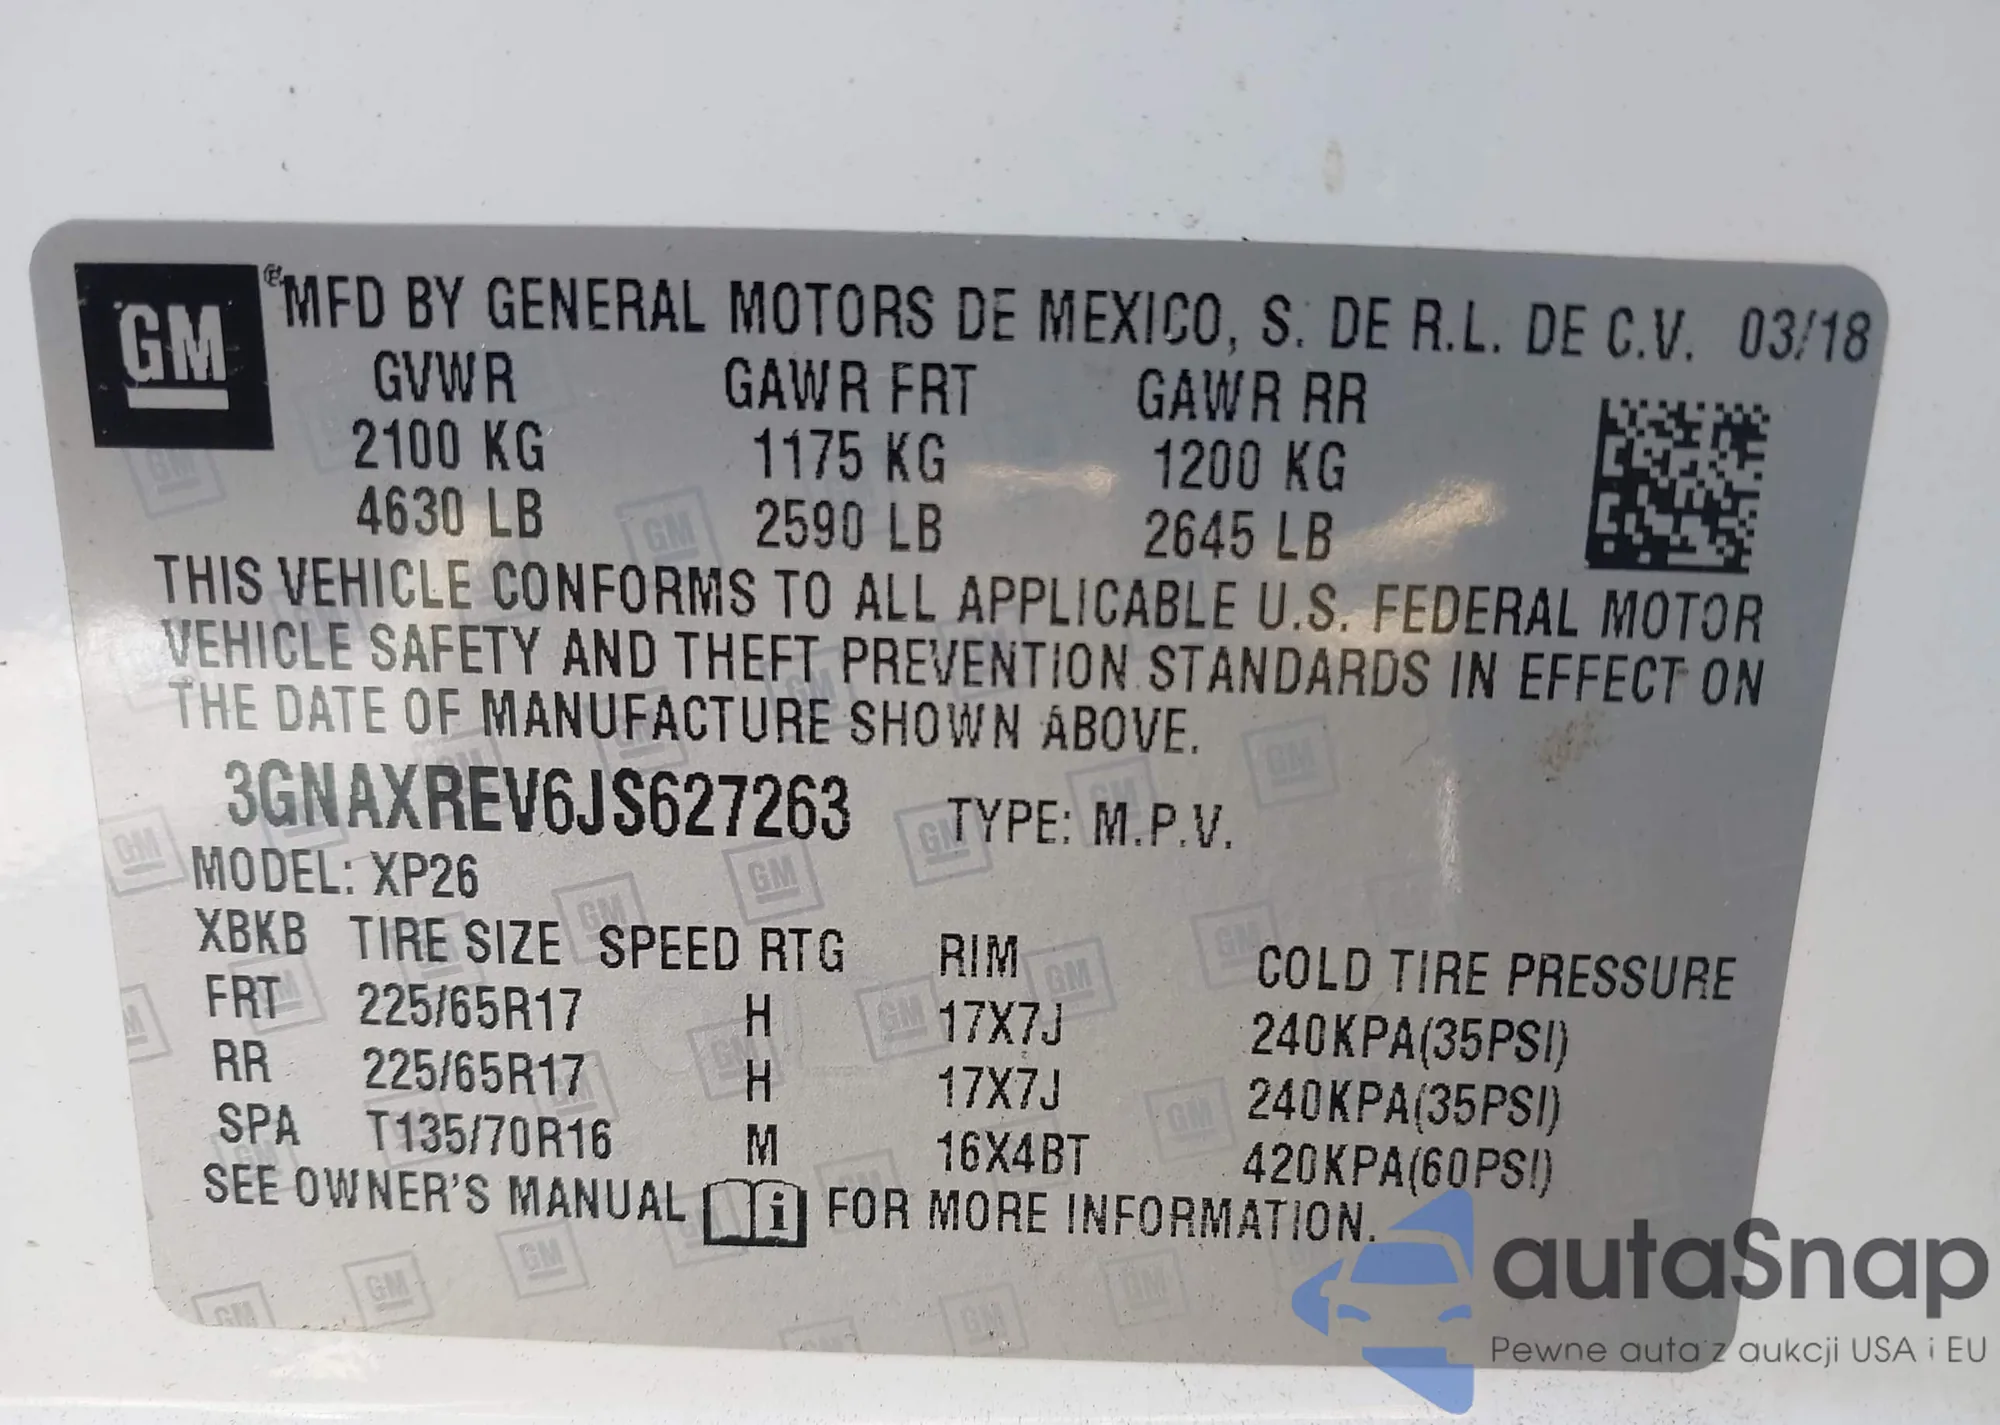 GM
® MFD BY GENERAL MOTORS DE MEXICO, S. DE R.L. DE C.V. 03/18
GVWR GAWR FRT GAWR RR
2100 KG 1175 KG 1200 KG
4630 LB 2590 LB 2645 LB
THIS VEHICLE CONFORMS TO ALL APPLICABLE U.S. FEDERAL MOTOR
VEHICLE SAFETY AND THEFT PREVENTION STANDARDS IN EFFECT ON
THE DATE OF MANUFACTURE SHOWN ABOVE.
3GNAXREV6JS627263 TYPE: M.P.V.
MODEL: XP26
XBKB TIRE SIZE SPEED RTG RIM COLD TIRE PRESSURE
FRT 225/65R17 H 17X7J 240KPA(35PSI)
RR 225/65R17 H 17X7J 240KPA(35PSI)
SPA T135/70R16 M 16X4BT 420KPA(60PSI)
SEE OWNER'S MANUAL i FOR MORE INFORMATION.
autaSnap
Pewne auta z aukcji USA i EU